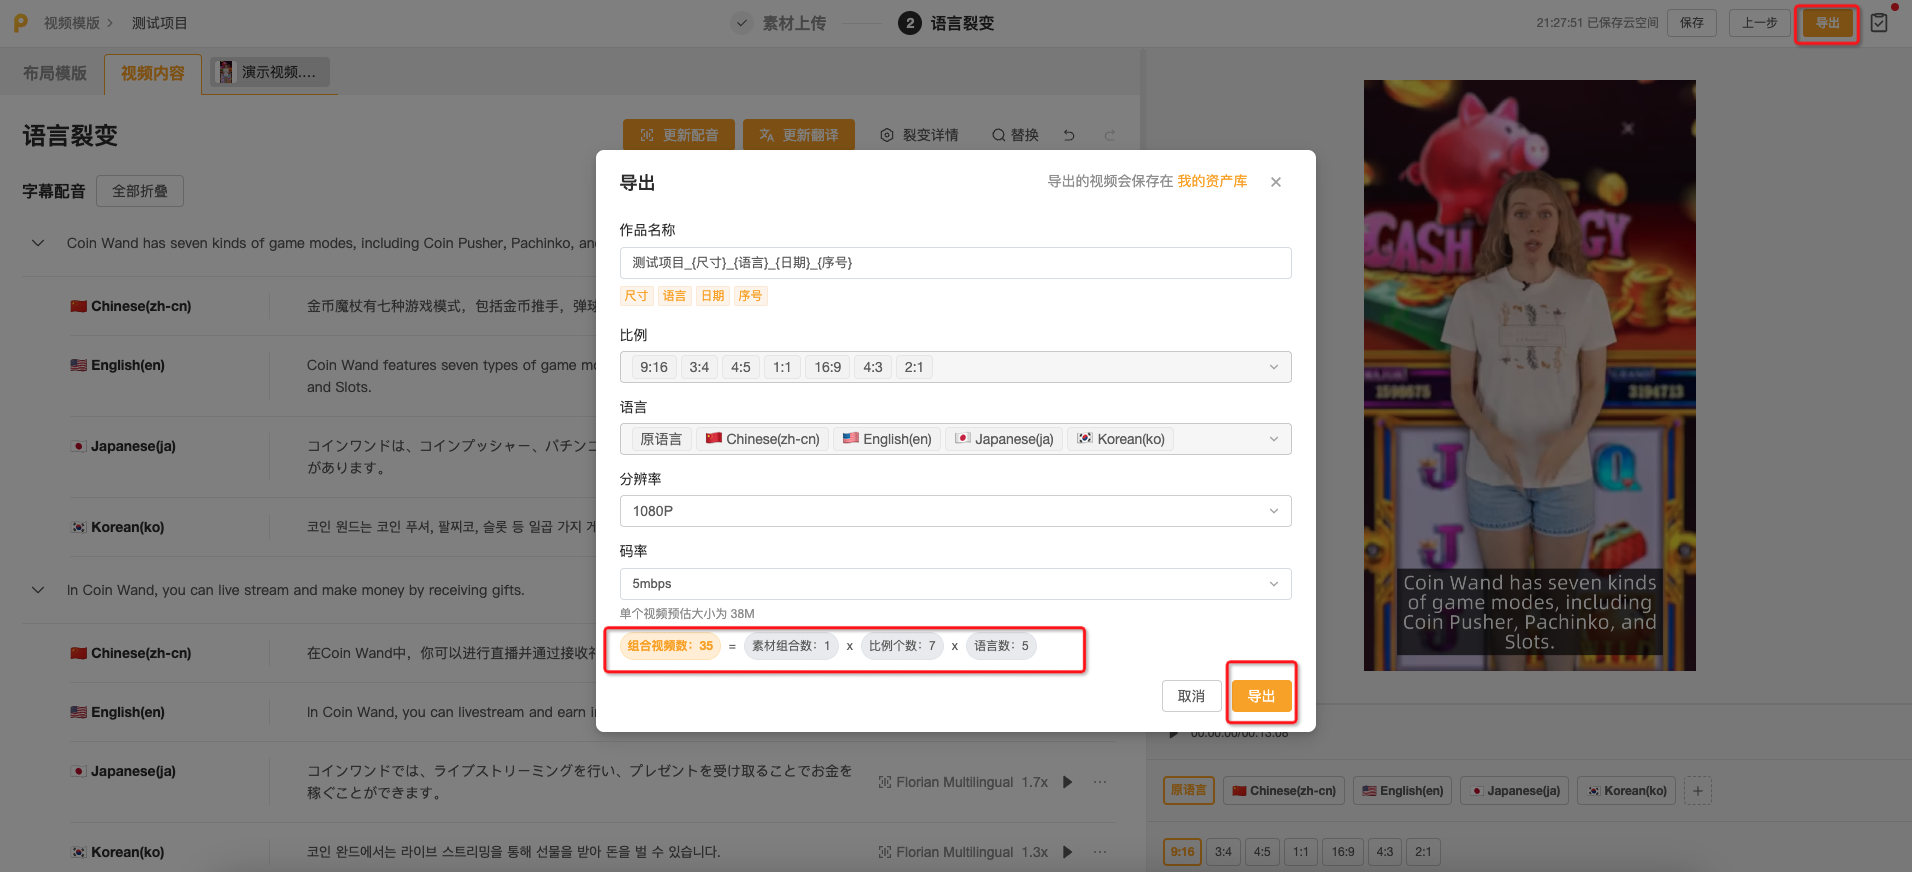 视频模版
测试项目
素材上传
2 语言裂变
21:27:51 已保存云空间
保存
上一步
导出
布局模版
视频内容
演示视频....
语言裂变
更新配音
更新翻译
裂变详情
替换
字幕配音
全部折叠
Coin Wand has seven kinds of game modes, including Coin Pusher, Pachinko, an
Chinese(zh-cn)
金币魔杖有七种游戏模式，包括金币推手，弹球
English(en)
Coin Wand features seven types of game mo
and Slots.
Japanese(ja)
コインワンドは、コインプッシャー、パチンコ
があります。
Korean(ko)
코인 원드는 코인 푸셔, 팔찌코, 슬롯 등 일곱 가지 게
In Coin Wand, you can live stream and make money by receiving gifts.
Chinese(zh-cn)
在Coin Wand中，你可以进行直播并通过接收礼
English(en)
In Coin Wand, you can livestream and earn i
Japanese(ja)
コインワンドでは、ライブストリーミングを行い、プレゼントを受け取ることでお金を
稼ぐことができます。
Florian Multilingual 1.7x
Korean(ko)
코인 완드에서는 라이브 스트리밍을 통해 선물을 받아 돈을 벌 수 있습니다.
Florian Multilingual 1.3x
导出
导出的视频会保存在 我的资产库
作品名称
测试项目_{尺寸}_{语言}_{日期}_{序号}
尺寸 语言 日期 序号
比例
9:16 3:4 4:5 1:1 16:9 4:3 2:1
语言
原语言 Chinese(zh-cn) English(en) Japanese(ja) Korean(ko)
分辨率
1080P
码率
5mbps
单个视频预估大小为 38M
组合视频数：35 = 素材组合数：1 x 比例个数：7 x 语言数：5
取消
导出
CASH
1598675
3194713
J
Q
J
J
Coin Wand has seven kinds
of game modes, including
Coin Pusher, Pachinko, and
Slots.
00:00:00/00:13:08
原语言 Chinese(zh-cn) English(en) Japanese(ja) Korean(ko) +
9:16 3:4 4:5 1:1 16:9 4:3 2:1